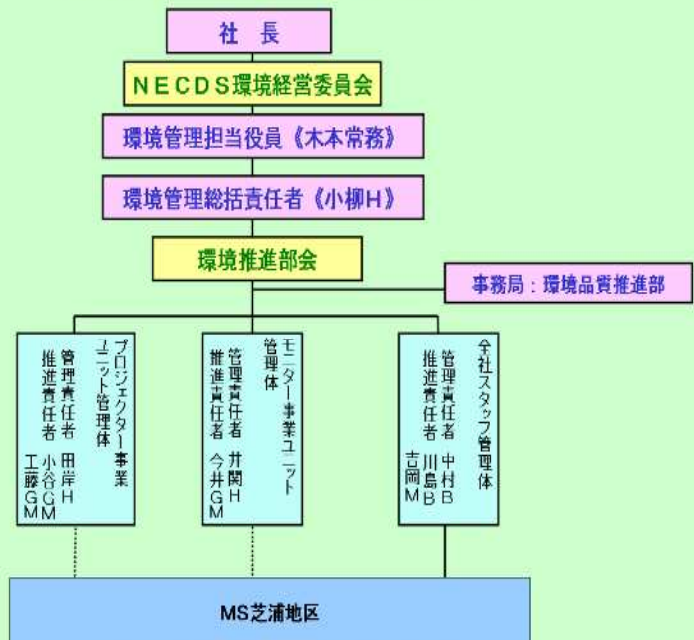 社 長
NECDS環境経営委員会
環境管理担当役員《木本常務》
環境管理総括責任者《小柳H》
環境推進部会
事務局：環境品質推進部
プロジェクター事業
ユニット管理体
管理責任者 田岸H
推進責任者 小谷GM
工藤GM
モニター事業ユニット
管理体
管理責任者 井関H
推進責任者 今井GM
全社スタッフ管理体
管理責任者 中村B
推進責任者 川島B
吉岡M
MS芝浦地区